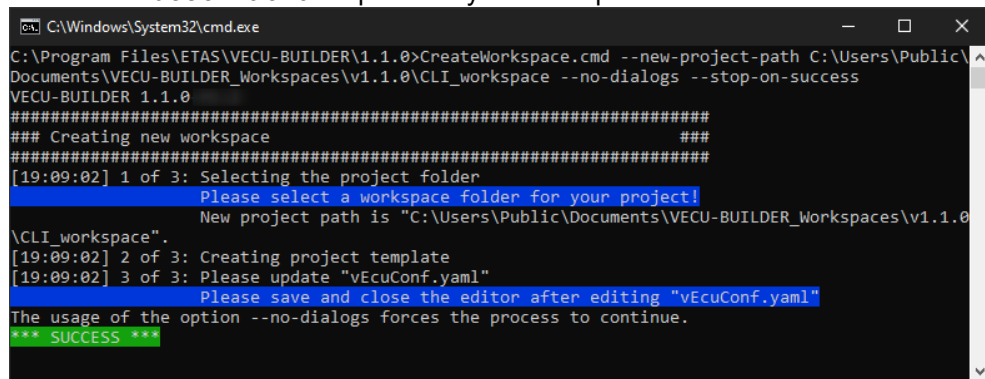 C:\Windows\System32\cmd.exe
C:\Program Files\ETAS\VECU-BUILDER\1.1.0>CreateWorkspace.cmd --new-project-path C:\Users\Public\
Documents\VECU-BUILDER_Workspaces\v1.1.0\CLI_workspace --no-dialogs --stop-on-success
VECU-BUILDER 1.1.0
######################################################################
### Creating new workspace                                         ###
######################################################################
[19:09:02] 1 of 3: Selecting the project folder
Please select a workspace folder for your project!
New project path is "C:\Users\Public\Documents\VECU-BUILDER_Workspaces\v1.1.0
\CLI_workspace".
[19:09:02] 2 of 3: Creating project template
[19:09:02] 3 of 3: Please update "vEcuConf.yaml"
Please save and close the editor after editing "vEcuConf.yaml"
The usage of the option --no-dialogs forces the process to continue.
*** SUCCESS ***